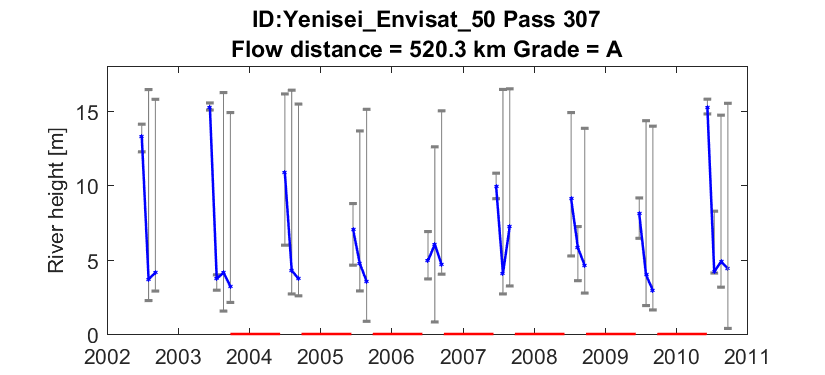 ID:Yenisei_Envisat_50 Pass 307
Flow distance = 520.3 km Grade = A
River height [m]
15
10
5
0
2002 2003 2004 2005 2006 2007 2008 2009 2010 2011